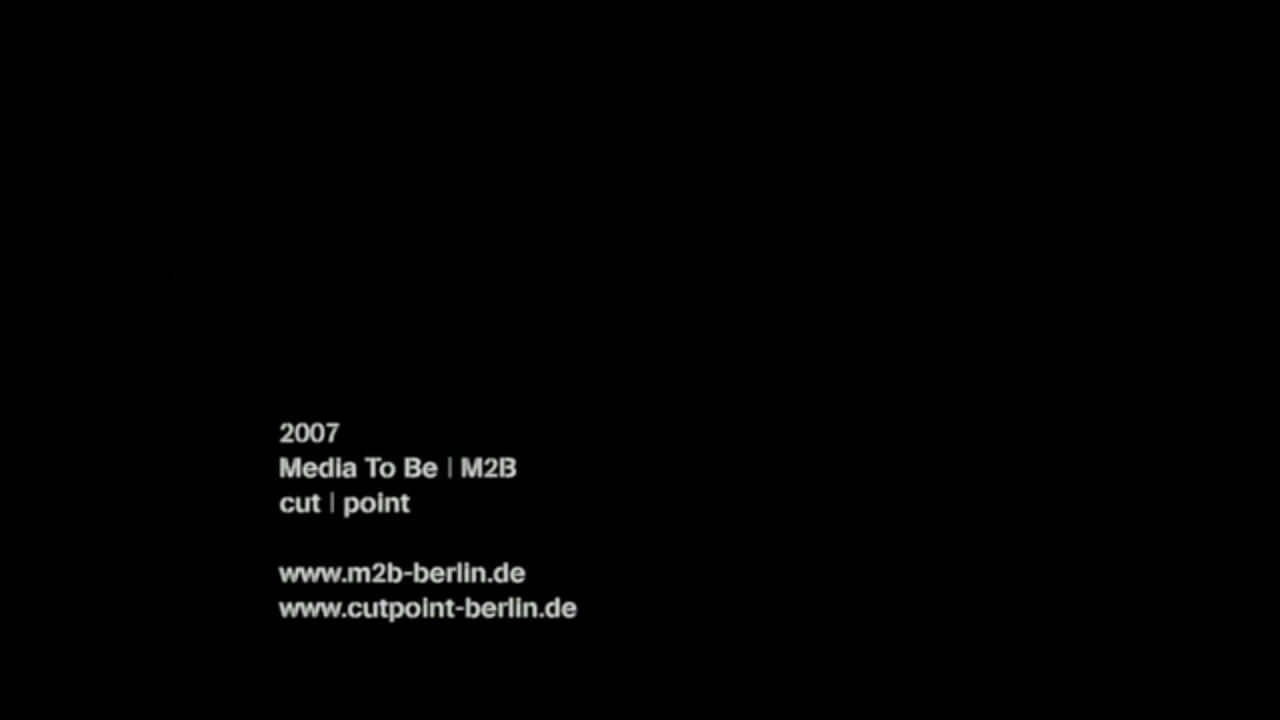 2007
Media To Be | M2B
cut | point
www.m2b-berlin.de
www.cutpoint-berlin.de